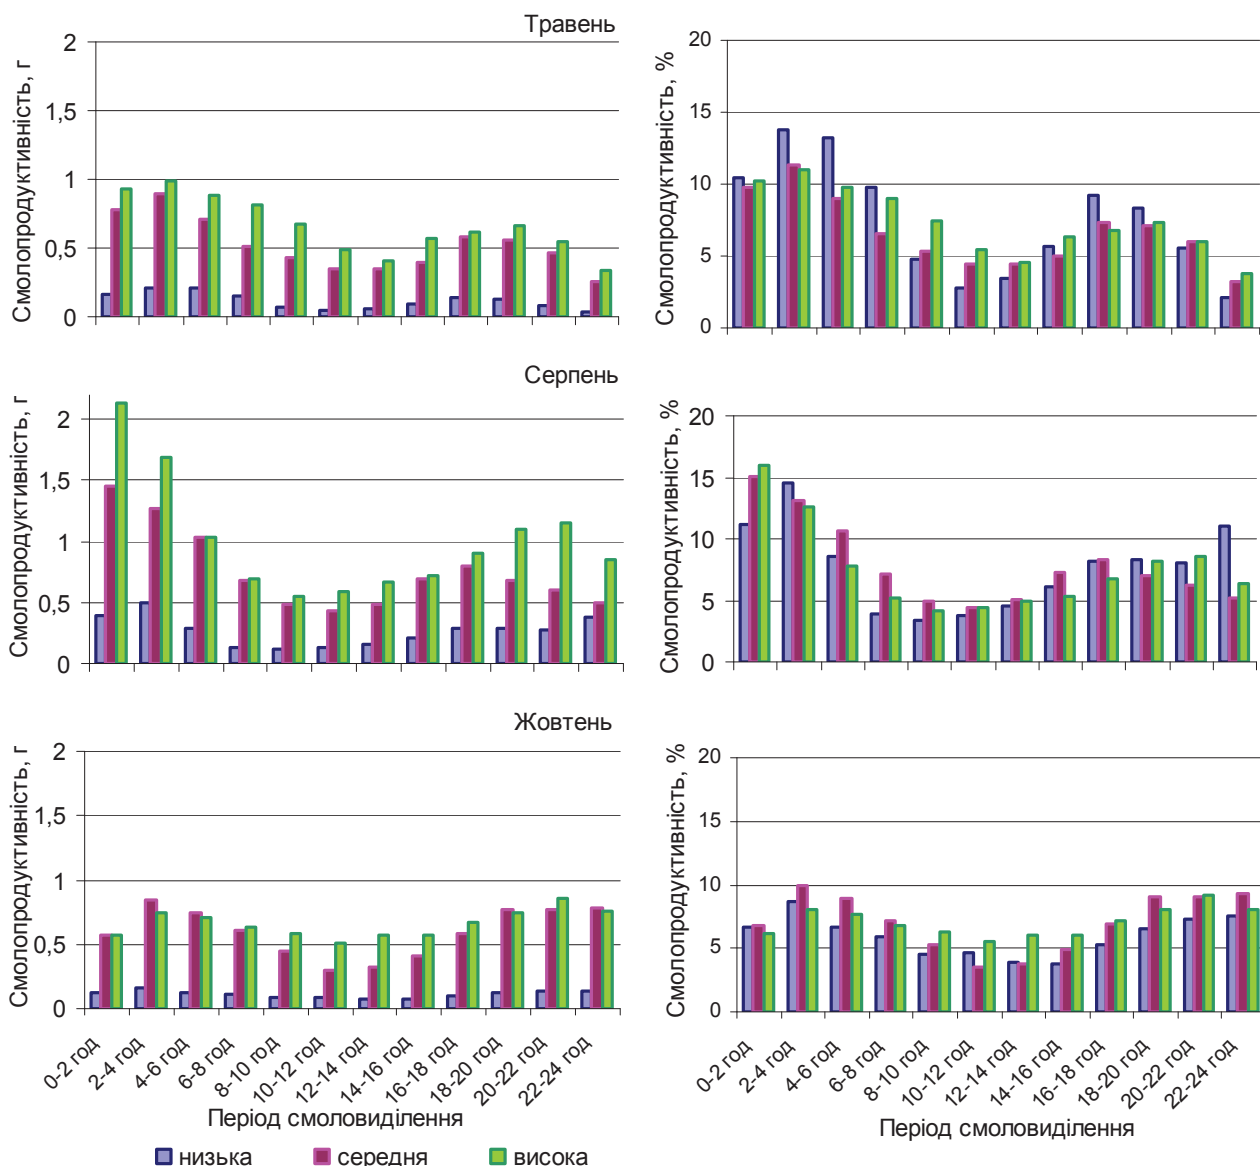 Травень
Смолопродуктивність, г
2
1,5
1
0,5
0
Смолопродуктивність, %
20
15
10
5
0
Серпень
Смолопродуктивність, г
2
1,5
1
0,5
0
Смолопродуктивність, %
20
15
10
5
0
Жовтень
Смолопродуктивність, г
2
1,5
1
0,5
0
0-2 год
2-4 год
4-6 год
6-8 год
8-10 год
10-12 год
12-14 год
14-16 год
16-18 год
18-20 год
20-22 год
22-24 год
Період смоловиділення
Смолопродуктивність, %
20
15
10
5
0
0-2 год
2-4 год
4-6 год
6-8 год
8-10 год
10-12 год
12-14 год
14-16 год
16-18 год
18-20 год
20-22 год
22-24 год
Період смоловиділення
низька середня висока